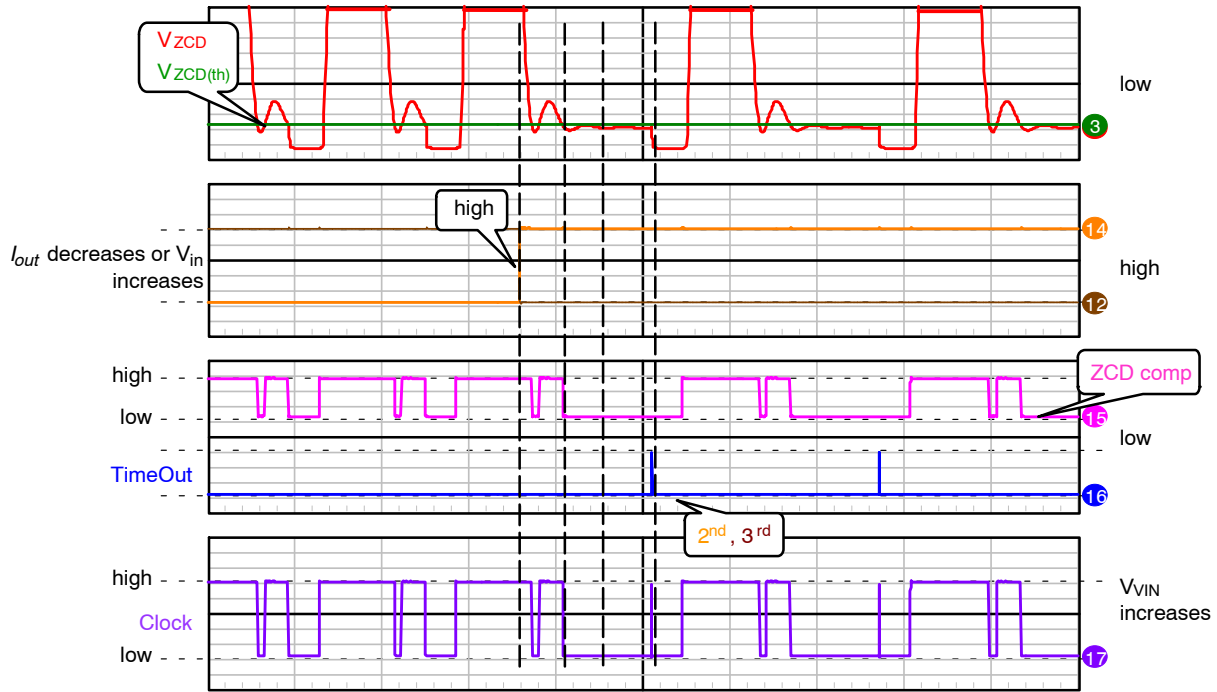 VZCD
VZCD(th)
low
3
high
Iout decreases or Vin
increases
14
high
12
high
ZCD comp
low
15
low
TimeOut
16
2nd, 3rd
high
VVIN
increases
Clock
low
17